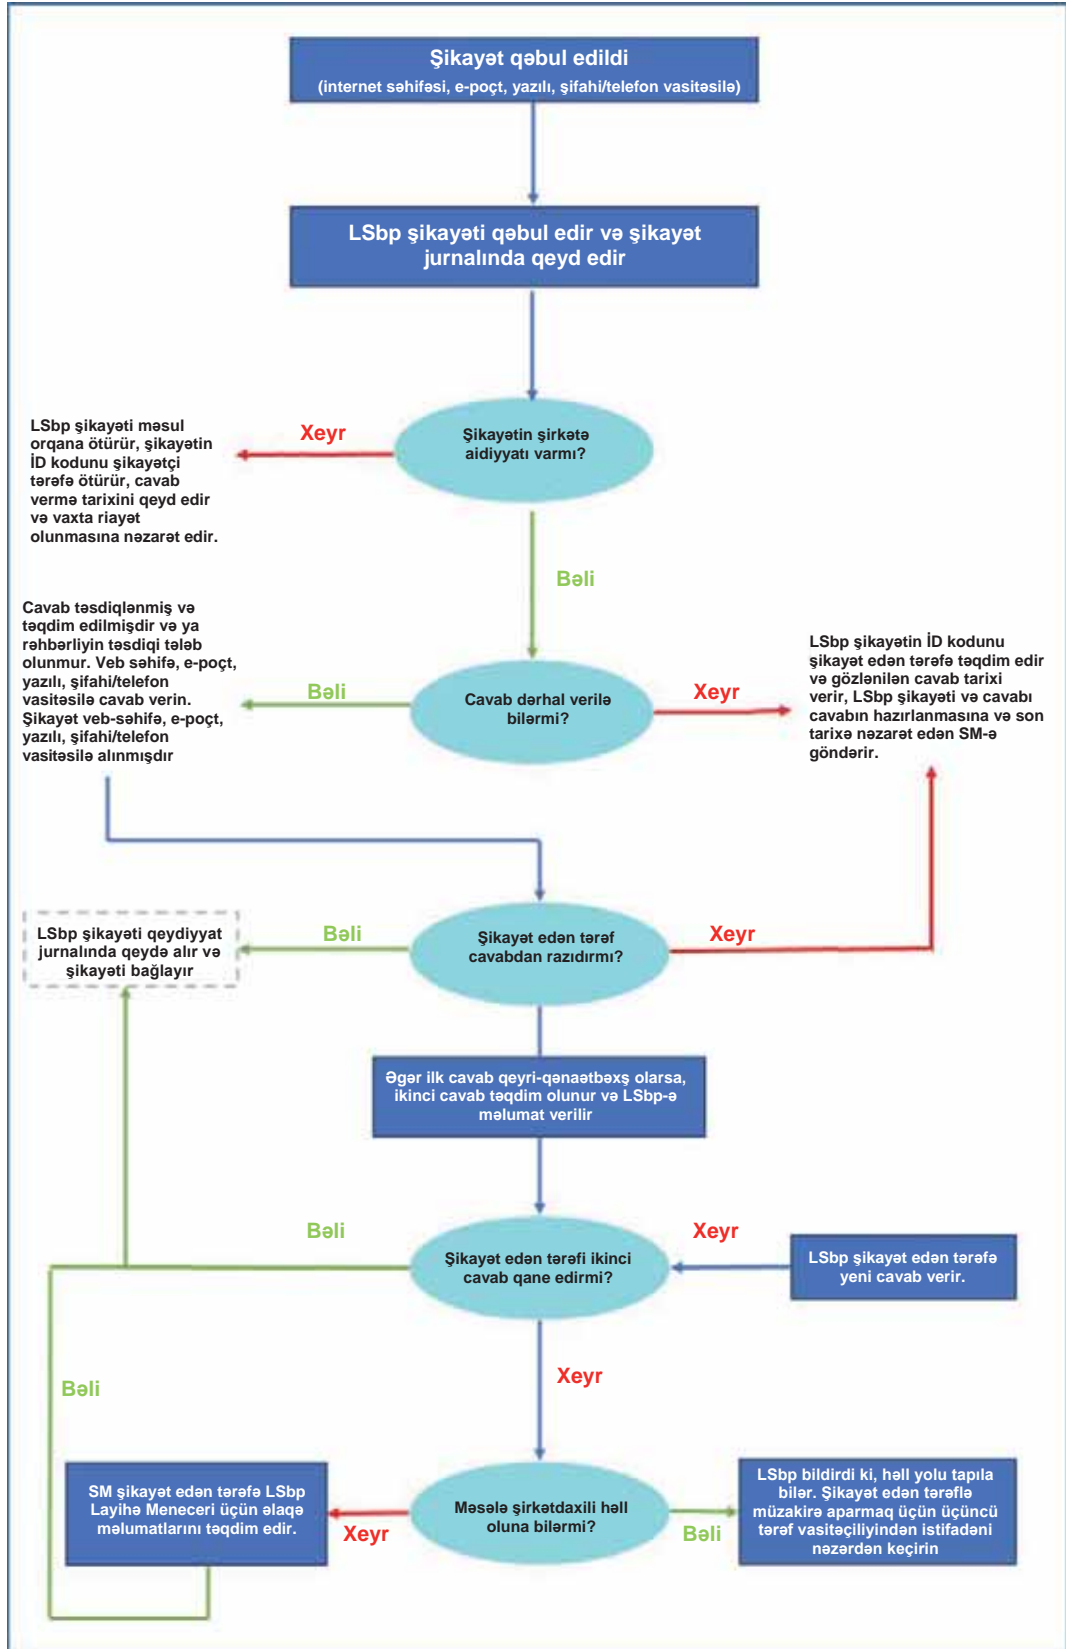 Şikayət qəbul edildi
(internet səhifəsi, e-poçt, yazılı, şifahi/telefon vasitəsilə)
LSbp şikayəti qəbul edir və şikayət
jurnalında qeyd edir
Şikayətin şirkətə
aidiyyatı varmı?
Xeyr
LSbp şikayəti məsul
orqana ötürür, şikayətin
İD kodunu şikayətçi
tərəfə ötürür, cavab
vermə tarixini qeyd edir
və vaxta riayət
olunmasına nəzarət edir.
Bəli
Cavab təsdiqlənmiş və
təqdim edilmişdir və ya
rəhbərliyin təsdiqi tələb
olunmur. Veb səhifə, e-poçt,
yazılı, şifahi/telefon
vasitəsilə cavab verin.
Şikayət veb-səhifə, e-poçt,
yazılı, şifahi/telefon
vasitəsilə alınmışdır
Bəli
Cavab dərhal verilə
bilərmi?
Xeyr
LSbp şikayətin İD kodunu
şikayət edən tərəfə təqdim edir
və gözlənilən cavab tarixi
verir, LSbp şikayəti və cavabı
cavabın hazırlanmasına və son
tarixə nəzarət edən SM-ə
göndərir.
LSbp şikayəti qeydiyyat
jurnalında qeydə alır və
şikayəti bağlayır
Bəli
Şikayət edən tərəf
cavabdan razıdırmı?
Xeyr
Əgər ilk cavab qeyri-qənaətbəxş olarsa,
ikinci cavab təqdim olunur və LSbp-ə
məlumat verilir
Bəli
Şikayət edən tərəfi ikinci
cavab qane edirmi?
Xeyr
LSbp şikayət edən tərəfə
yeni cavab verir.
Xeyr
Bəli
SM şikayət edən tərəfə LSbp
Layihə Meneceri üçün əlaqə
məlumatlarını təqdim edir.
Xeyr
Məsələ şirkətdaxili həll
oluna bilərmi?
Bəli
LSbp bildirdi ki, həll yolu tapıla
bilər. Şikayət edən tərəflə
müzakirə aparmaq üçün üçüncü
tərəf vasitəçiliyindən istifadəni
nəzərdən keçirin